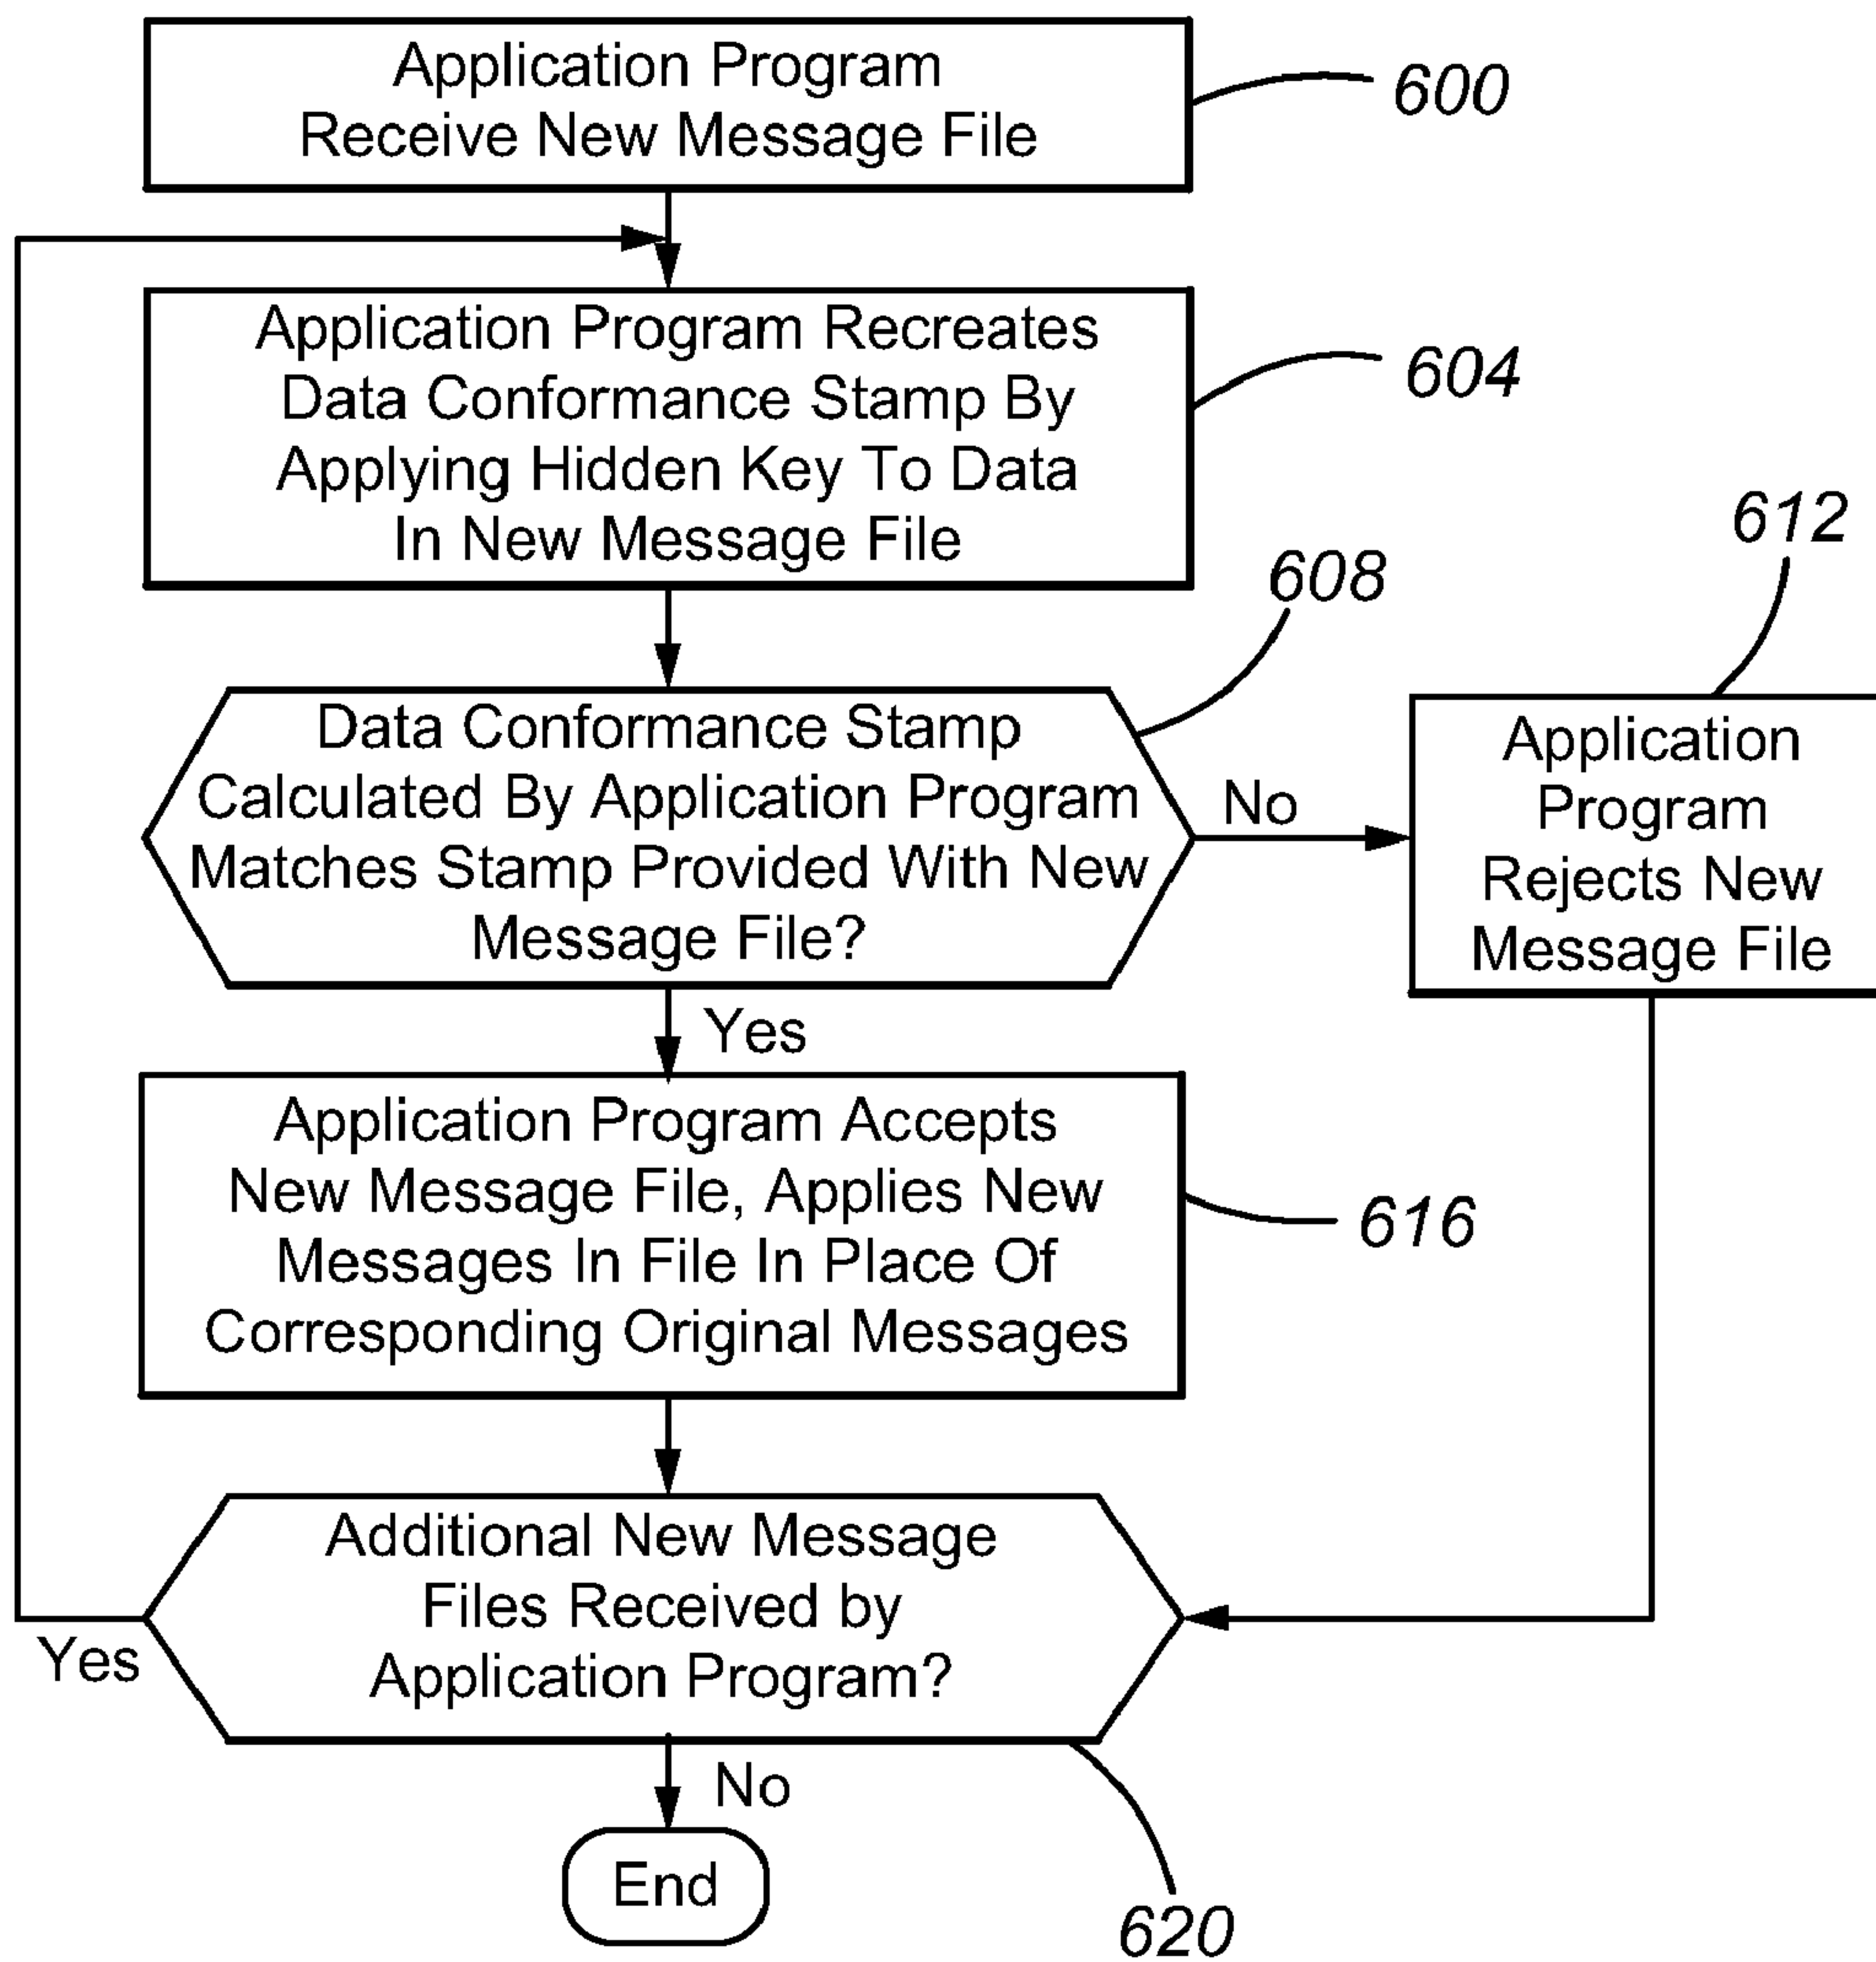 Application Program
Receive New Message File
600
Application Program Recreates
Data Conformance Stamp By
Applying Hidden Key To Data
In New Message File
604
Data Conformance Stamp
Calculated By Application Program
Matches Stamp Provided With New
Message File?
608
No
612
Application
Program
Rejects New
Message File
Yes
Application Program Accepts
New Message File, Applies New
Messages In File In Place Of
Corresponding Original Messages
616
Additional New Message
Files Received by
Application Program?
Yes
No
End
620